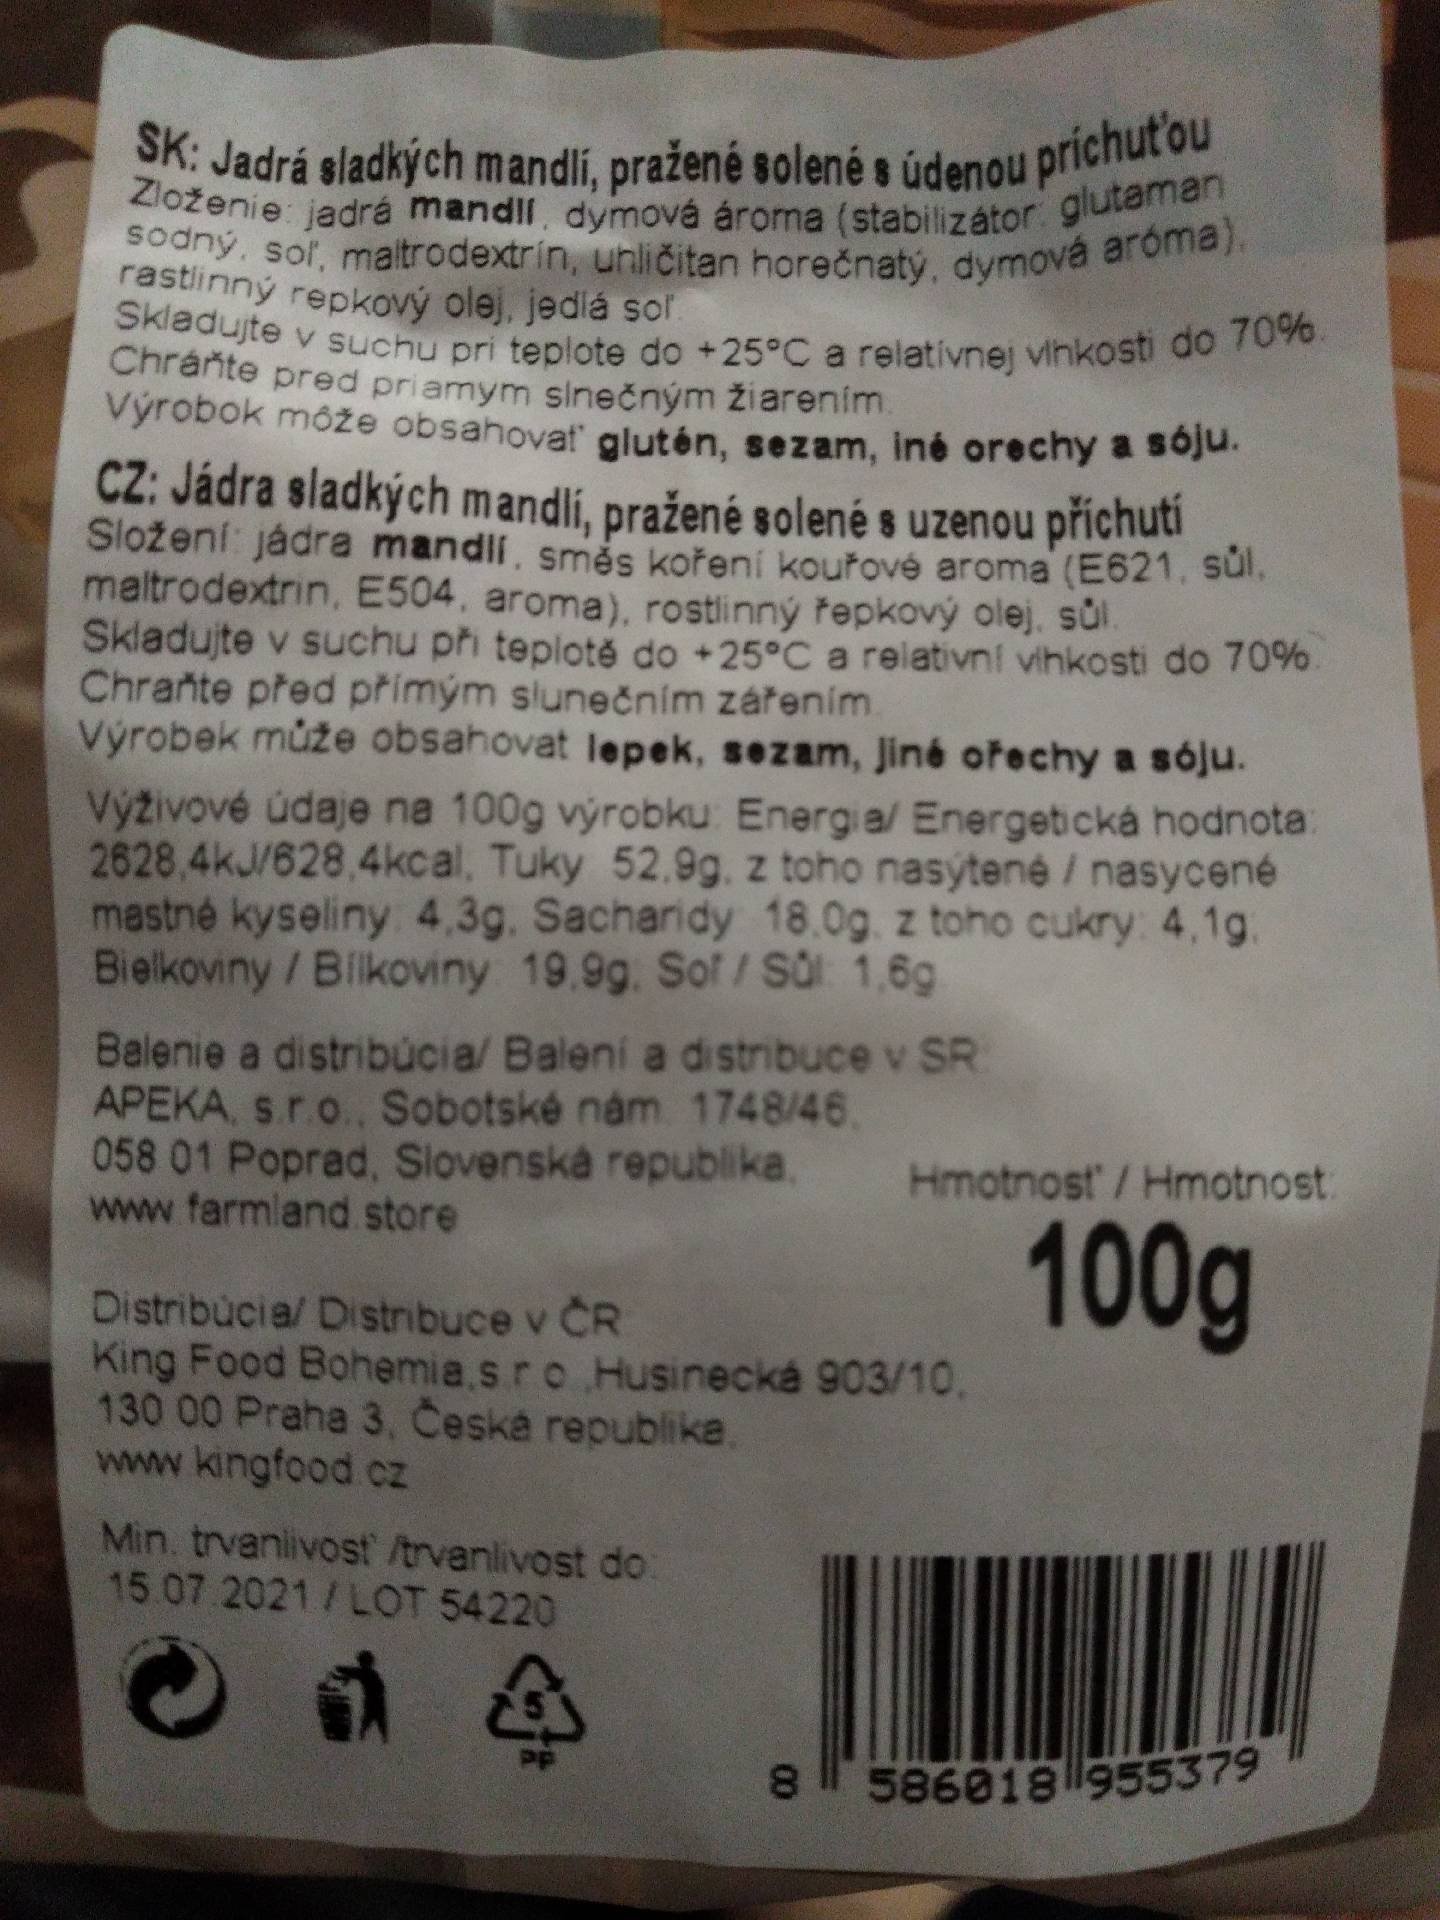 SK: Jadrá sladkých mandlí, pražené solené s údenou príchuťou
Zloženie: jadrá mandlí, dymová ároma (stabilizátor: glutaman
sodný, soľ, maltrodextrín, uhličitan horečnatý, dymová aróma),
rastlinný repkový olej, jedlá soľ.
Skladujte v suchu pri teplote do +25°C a relatívnej vlhkosti do 70%.
Chráňte pred priamym slnečným žiarením.
Výrobok môže obsahovať glutén, sezam, iné orechy a sóju.
CZ: Jádra sladkých mandlí, pražené solené s uzenou příchutí
Složení: jádra mandlí, směs koření kouřové aroma (E621, sůl,
maltrodextrin, E504, aroma), rostlinný řepkový olej, sůl.
Skladujte v suchu při teplotě do +25°C a relativní vlhkosti do 70%.
Chraňte před přímým slunečním zářením.
Výrobek může obsahovat lepek, sezam, jiné ořechy a sóju.
Výživové údaje na 100g výrobku: Energia/ Energetická hodnota:
2628,4kJ/628,4kcal, Tuky: 52,9g, z toho nasýtené / nasycené
mastné kyseliny: 4,3g, Sacharidy: 18,0g, z toho cukry: 4,1g,
Bielkoviny / Bílkoviny: 19,9g, Soľ / Sůl: 1,6g
Balenie a distribúcia/ Balení a distribuce v SR:
APEKA, s.r.o., Sobotské nám. 1748/46,
058 01 Poprad, Slovenská republika,
www.farmland.store
Hmotnosť / Hmotnost:
100g
Distribúcia/ Distribuce v ČR
King Food Bohemia,s.r.o.,Husinecká 903/10,
130 00 Praha 3, Česká republika,
www.kingfood.cz
Min. trvanlivosť /trvanlivost do:
15.07.2021 / LOT 54220
5
PP
8 586018 955379